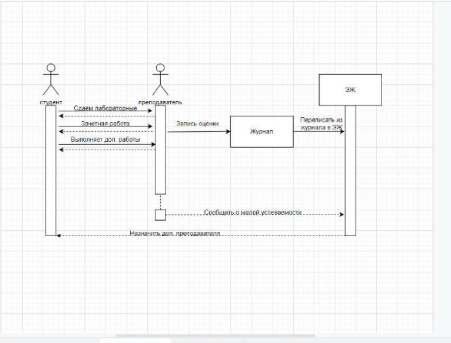 ЭЖ
студент
преподаватель
Сдаем лабораторные
Зачетная работа
Запись оценки
Переписать из
журнала в ЭЖ
Журнал
Выполняет доп. работы
Сообщить о малой успеваемости
Назначить доп. преподавателя